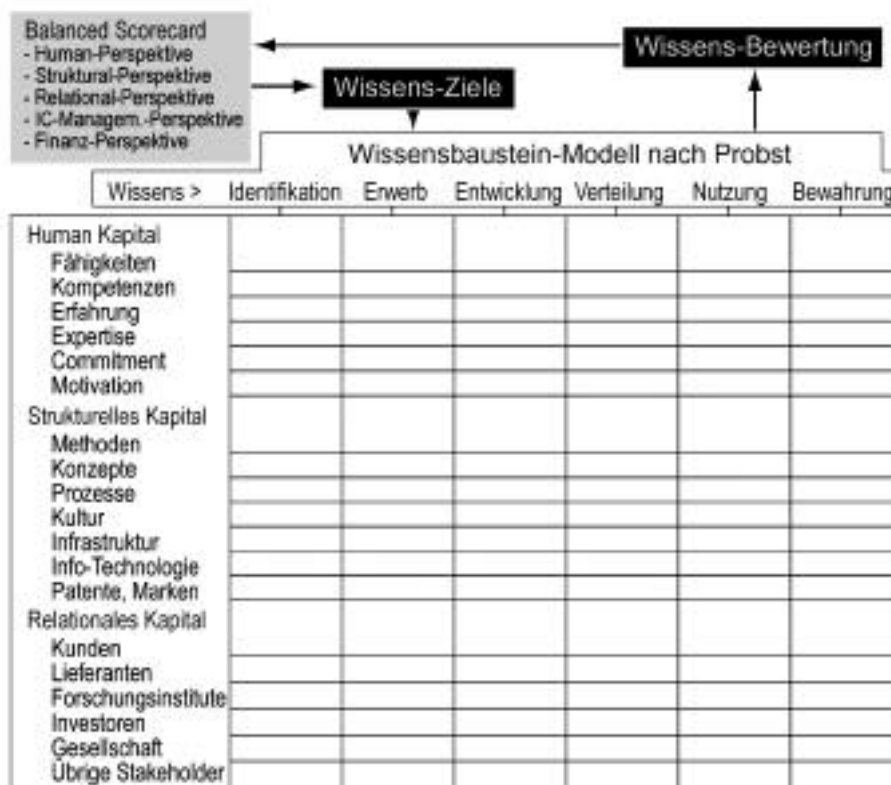 Balanced Scorecard
- Human-Perspektive
- Struktural-Perspektive
- Relational-Perspektive
- IC-Managem.-Perspektive
- Finanz-Perspektive
Wissens-Bewertung
Wissens-Ziele
Wissensbaustein-Modell nach Probst
Wissens > Identifikation Erwerb Entwicklung Verteilung Nutzung Bewahrung
Human Kapital
Fähigkeiten
Kompetenzen
Erfahrung
Expertise
Commitment
Motivation
Strukturelles Kapital
Methoden
Konzepte
Prozesse
Kultur
Infrastruktur
Info-Technologie
Patente, Marken
Relationales Kapital
Kunden
Lieferanten
Forschungsinstitute
Investoren
Gesellschaft
Übrige Stakeholder